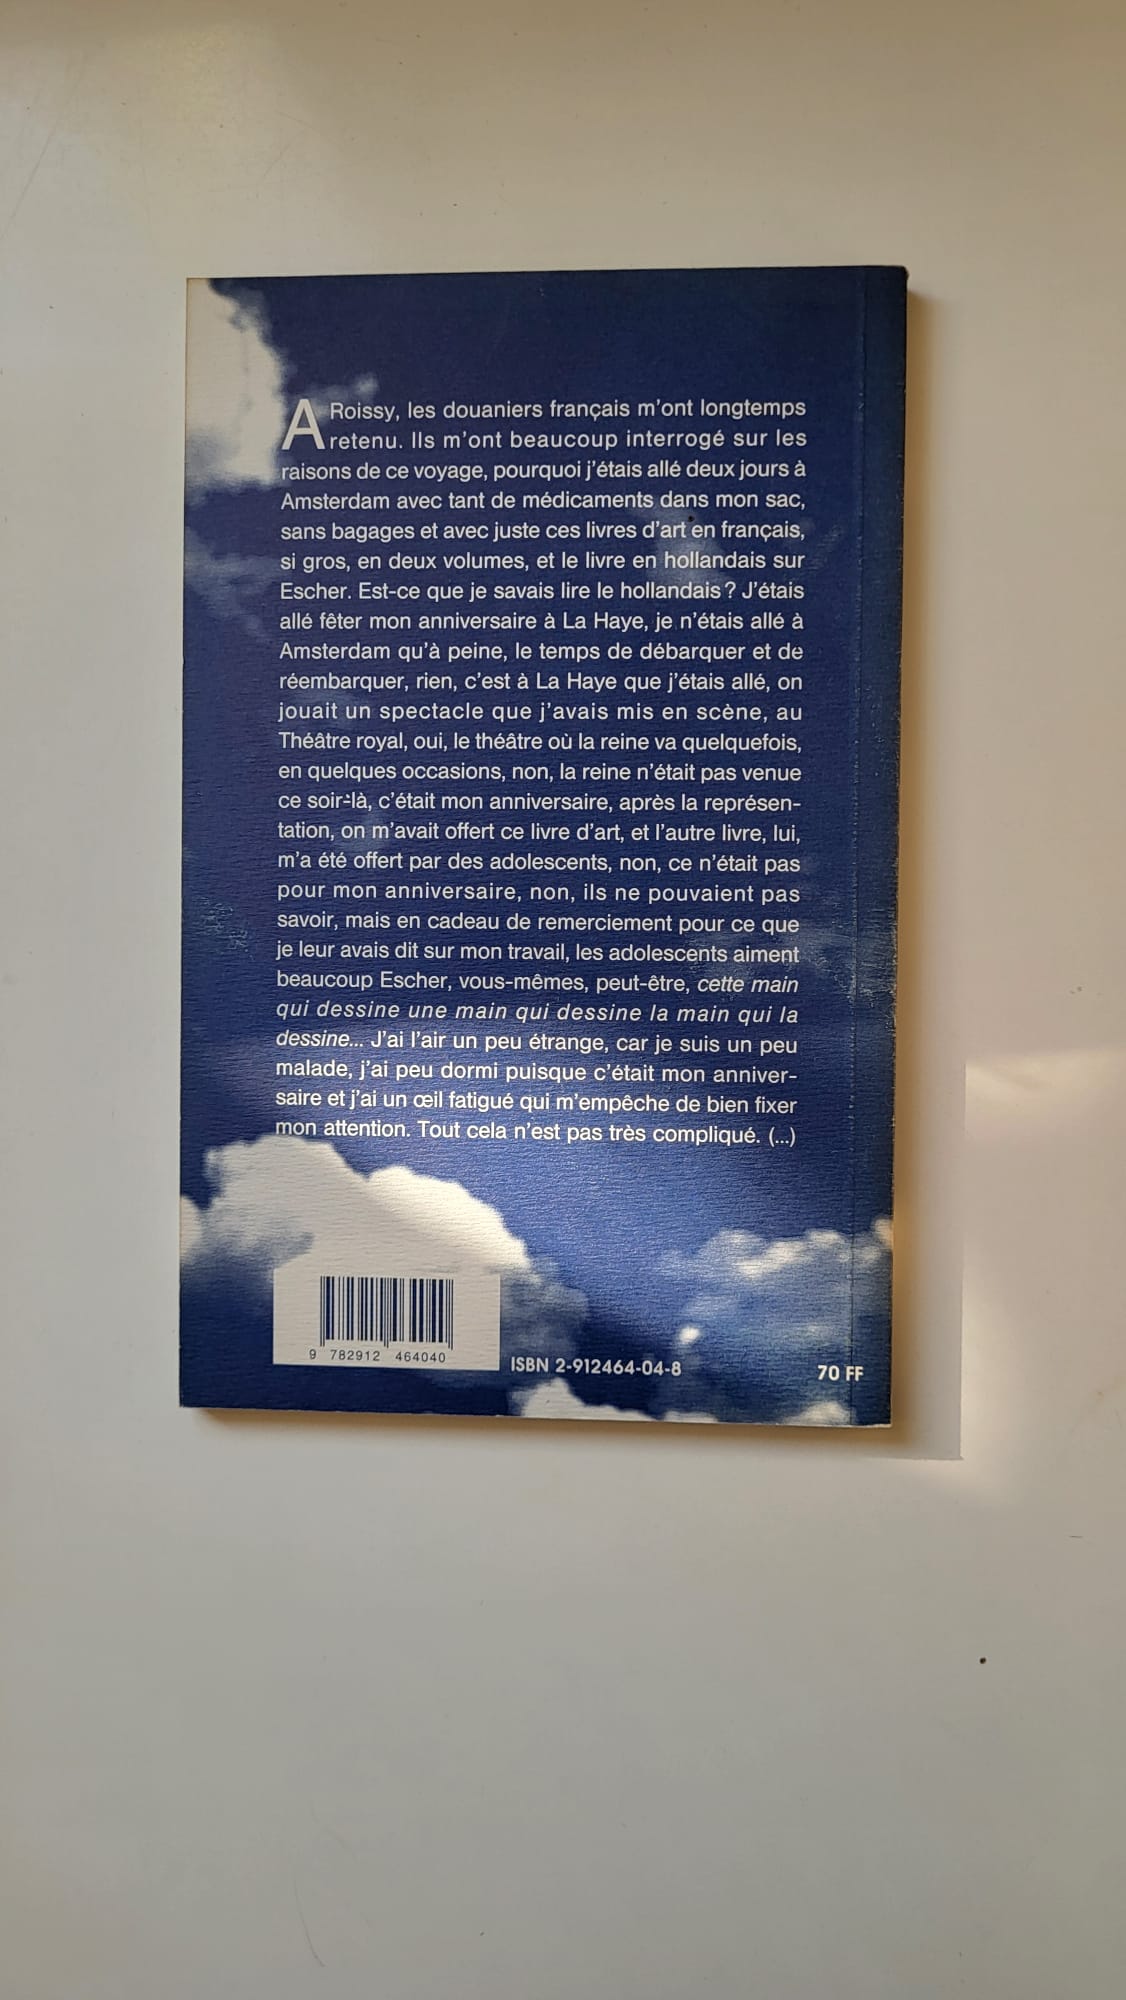 A Roissy, les douaniers français m'ont longtemps
retenu. Ils m'ont beaucoup interrogé sur les
raisons de ce voyage, pourquoi j'étais allé deux jours à
Amsterdam avec tant de médicaments dans mon sac,
sans bagages et avec juste ces livres d'art en français,
si gros, en deux volumes, et le livre en hollandais sur
Escher. Est-ce que je savais lire le hollandais ? J'étais
allé fêter mon anniversaire à La Haye, je n'étais allé à
Amsterdam qu'à peine, le temps de débarquer et de
réembarquer, rien, c'est à La Haye que j'étais allé, on
jouait un spectacle que j'avais mis en scène, au
Théâtre royal, oui, le théâtre où la reine va quelquefois,
en quelques occasions, non, la reine n'était pas venue
ce soir-là, c'était mon anniversaire, après la représen-
tation, on m'avait offert ce livre d'art, et l'autre livre, lui,
m'a été offert par des adolescents, non, ce n'était pas
pour mon anniversaire, non, ils ne pouvaient pas
savoir, mais en cadeau de remerciement pour ce que
je leur avais dit sur mon travail, les adolescents aiment
beaucoup Escher, vous-mêmes, peut-être, cette main
qui dessine une main qui dessine la main qui la
dessine... J'ai l'air un peu étrange, car je suis un peu
malade, j'ai peu dormi puisque c'était mon anniver-
saire et j'ai un œil fatigué qui m'empêche de bien fixer
mon attention. Tout cela n'est pas très compliqué. (...)
9 782912 464040
ISBN 2-912464-04-8
70 FF